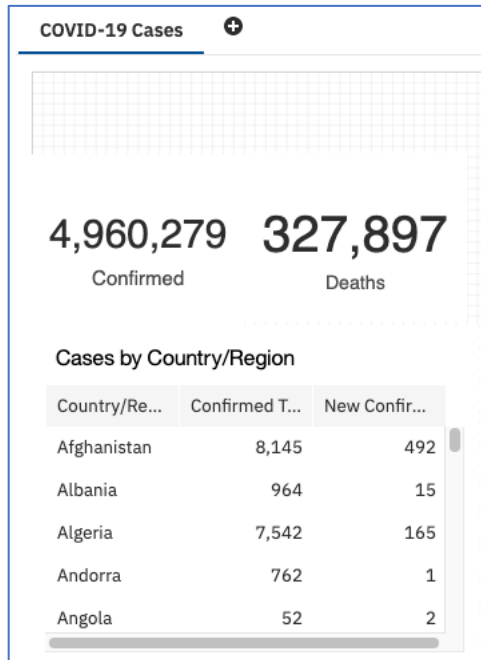 COVID-19 Cases
4,960,279 327,897
Confirmed Deaths
Cases by Country/Region
Country/Re... Confirmed T... New Confir...
Afghanistan 8,145 492
Albania 964 15
Algeria 7,542 165
Andorra 762 1
Angola 52 2